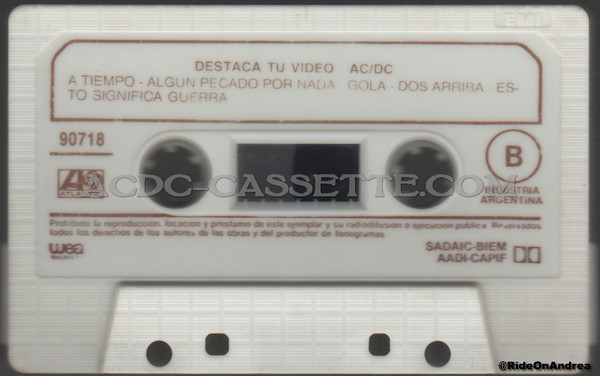 EMI
DESTACA TU VIDEO AC/DC
A TIEMPO - ALGUN PECADO POR NADA GOLA - DOS ARRIBA - ES-
TO SIGNIFICA GUERRA
90718
B
ATLANTIC
ACDC-CASSETTE.COM
INDUSTRIA
ARGENTINA
Prohibida la reproduccion, locacion y prestamo de este ejemplar y su radiodifusion o ejecucion publica. Reservados
todos los derechos de los autores de las obras y del productor de fonogramas
wea
SADAIC-BIEM
AADI-CAPIF
@RideOnAndrea